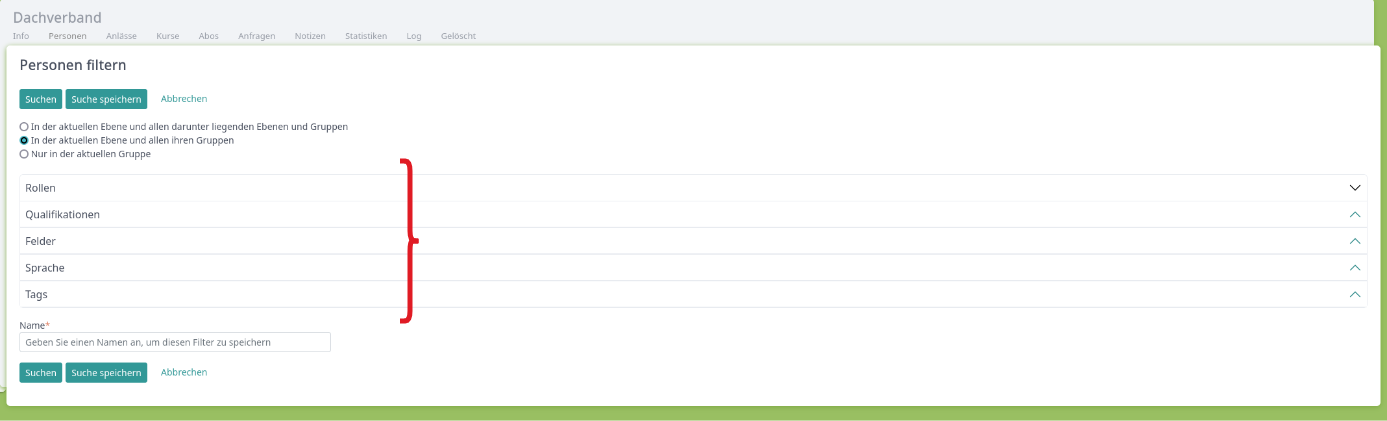 Dachverband
Info Personen Anlässe Kurse Abos Anfragen Notizen Statistiken Log Gelöscht
Personen filtern
Suchen Suche speichern Abbrechen
In der aktuellen Ebene und allen darunter liegenden Ebenen und Gruppen
In der aktuellen Ebene und allen ihren Gruppen
Nur in der aktuellen Gruppe
Rollen
Qualifikationen
Felder
Sprache
Tags
Name*
Geben Sie einen Namen an, um diesen Filter zu speichern
Suchen Suche speichern Abbrechen